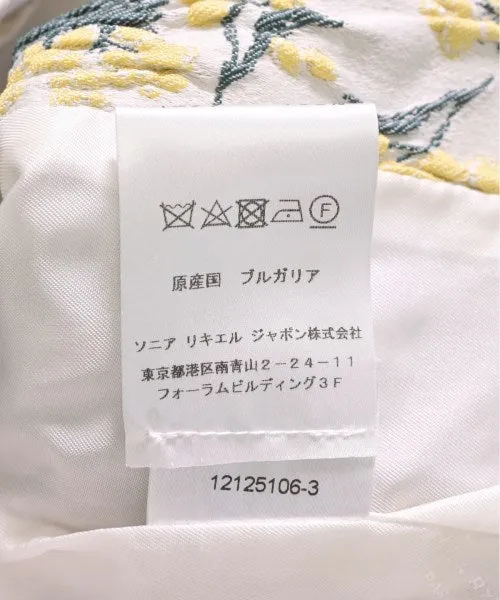 F
原産国 ブルガリア
ソニア リキエル ジャポン株式会社
東京都港区南青山2-24-11
フォーラムビルディング3F
12125106-3